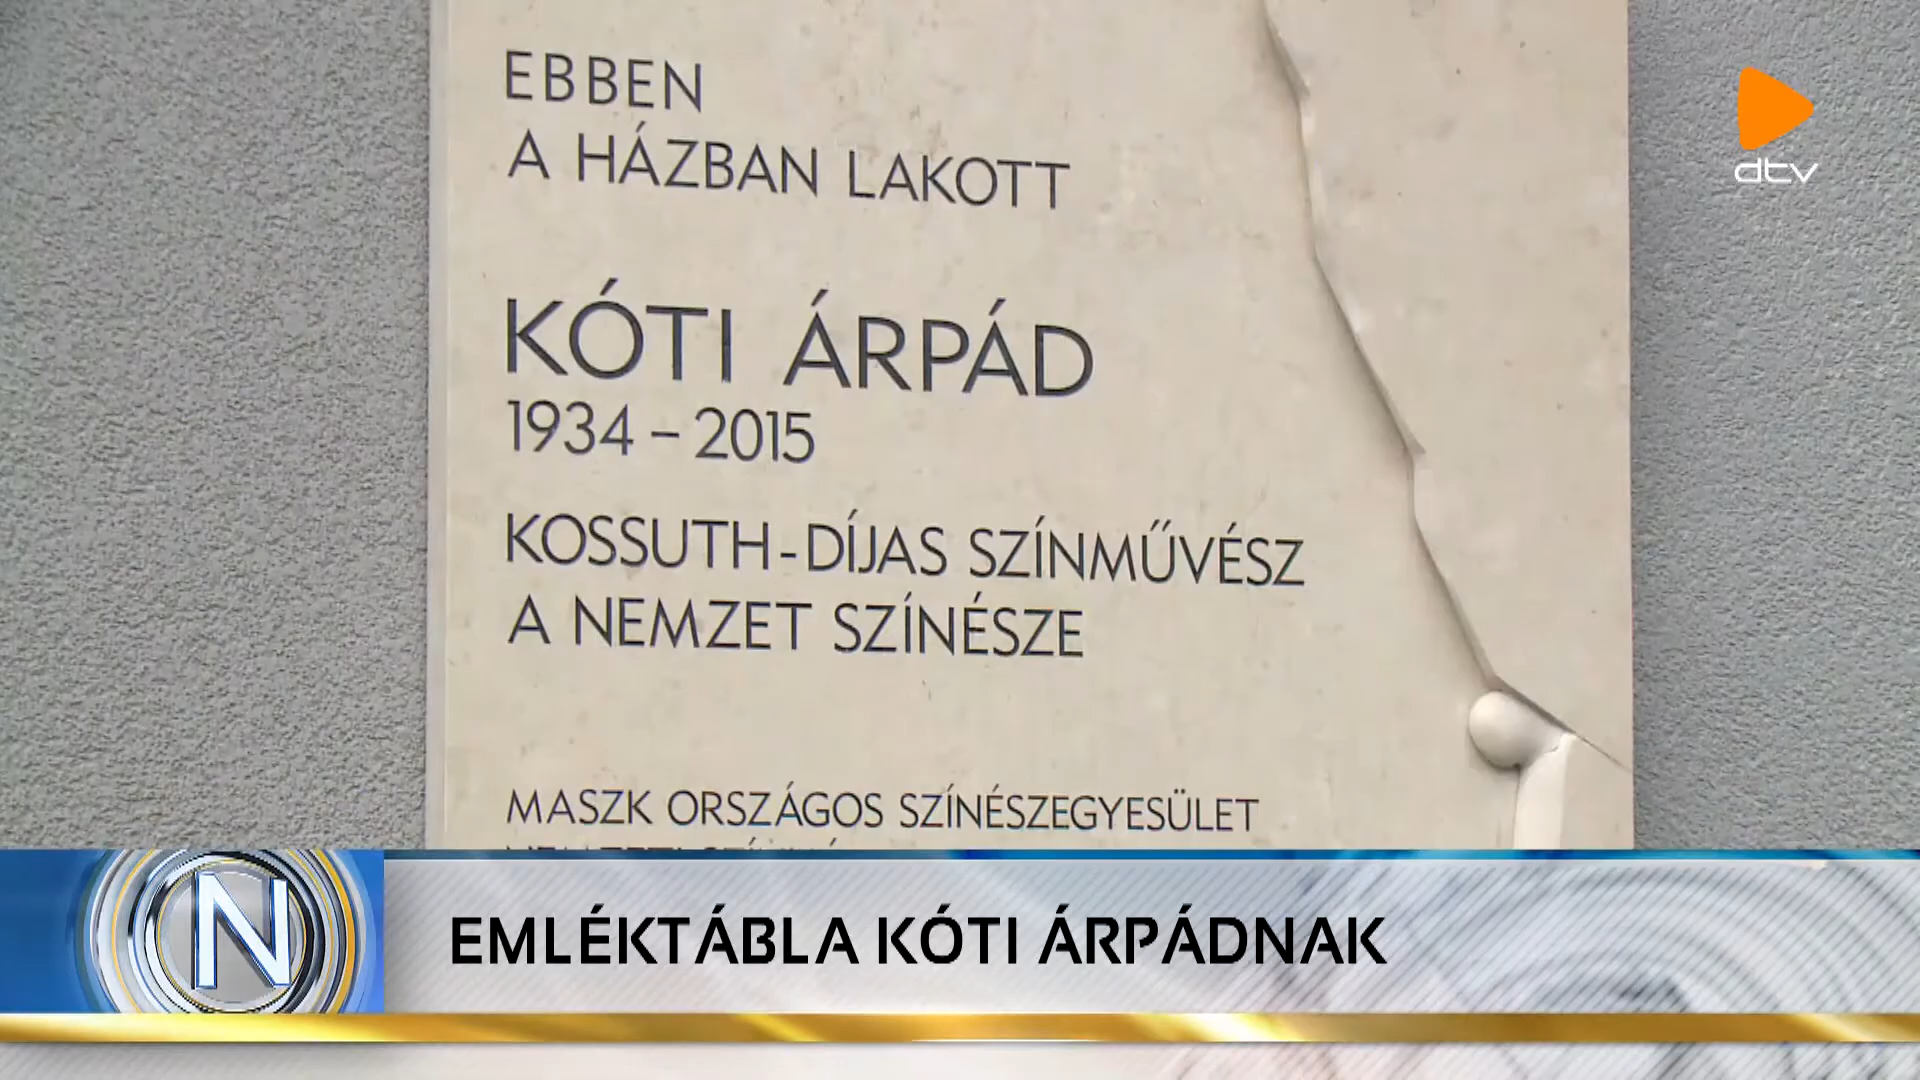 EBBEN
A HÁZBAN LAKOTT
KÓTI ÁRPÁD
1934 – 2015
KOSSUTH-DÍJAS SZÍNMŰVÉSZ
A NEMZET SZÍNÉSZE
MASZK ORSZÁGOS SZÍNÉSZEGYESÜLET
dtv
N
EMLÉKTÁBLA KÓTI ÁRPÁDNAK